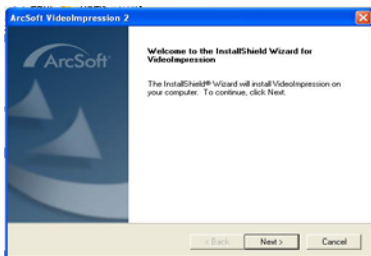 ArcSoft VideoImpression 2
ArcSoft
Welcome to the InstallShield Wizard for
VideoImpression
The InstallShield® Wizard will install VideoImpression on
your computer. To continue, click Next.
< Back
Next >
Cancel